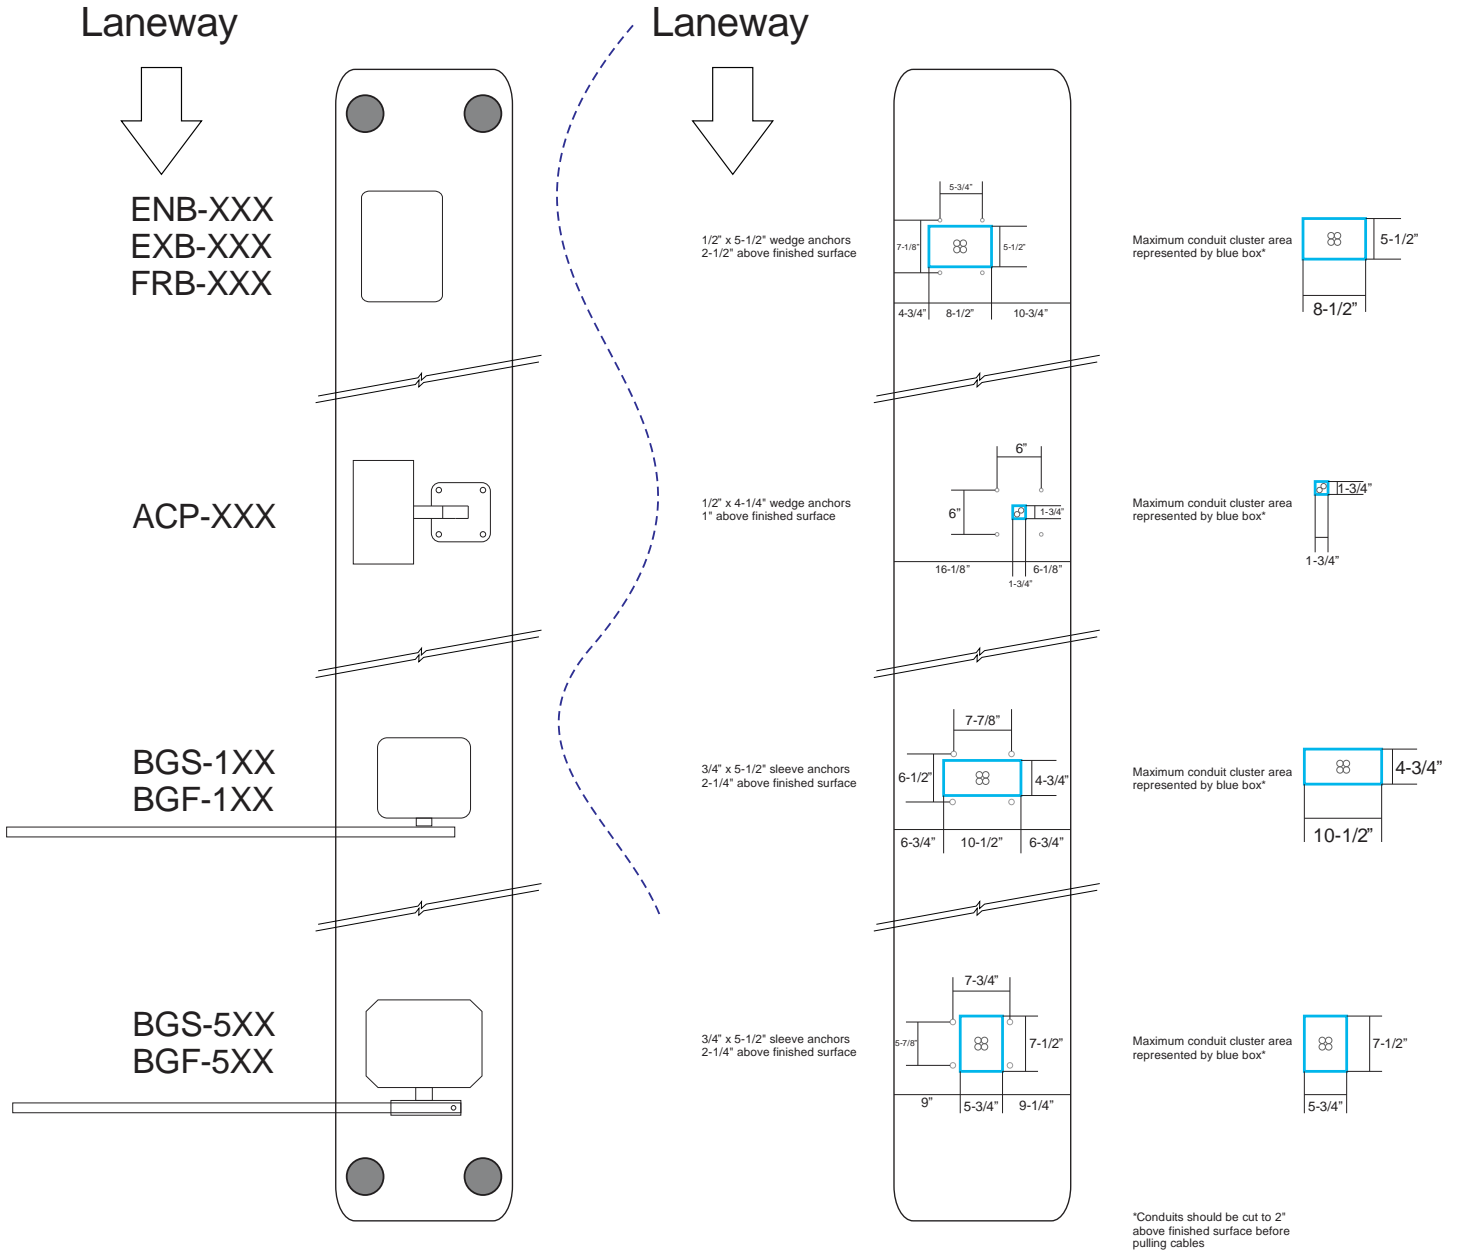 Laneway
Laneway
ENB-XXX
EXB-XXX
FRB-XXX
1/2" x 5-1/2" wedge anchors
2-1/2" above finished surface
5-3/4”
7-1/8”
5-1/2”
4-3/4”
8-1/2”
10-3/4”
Maximum conduit cluster area
represented by blue box*
5-1/2”
8-1/2”
ACP-XXX
1/2" x 4-1/4" wedge anchors
1" above finished surface
6”
6”
1-3/4”
16-1/8”
6-1/8”
1-3/4”
Maximum conduit cluster area
represented by blue box*
1-3/4”
1-3/4”
BGS-1XX
BGF-1XX
3/4" x 5-1/2" sleeve anchors
2-1/4" above finished surface
7-7/8”
6-1/2”
4-3/4”
6-3/4”
10-1/2”
6-3/4”
Maximum conduit cluster area
represented by blue box*
4-3/4”
10-1/2”
BGS-5XX
BGF-5XX
3/4" x 5-1/2" sleeve anchors
2-1/4" above finished surface
7-3/4”
5-7/8”
7-1/2”
9”
5-3/4”
9-1/4”
Maximum conduit cluster area
represented by blue box*
7-1/2”
5-3/4”
*Conduits should be cut to 2"
above finished surface before
pulling cables